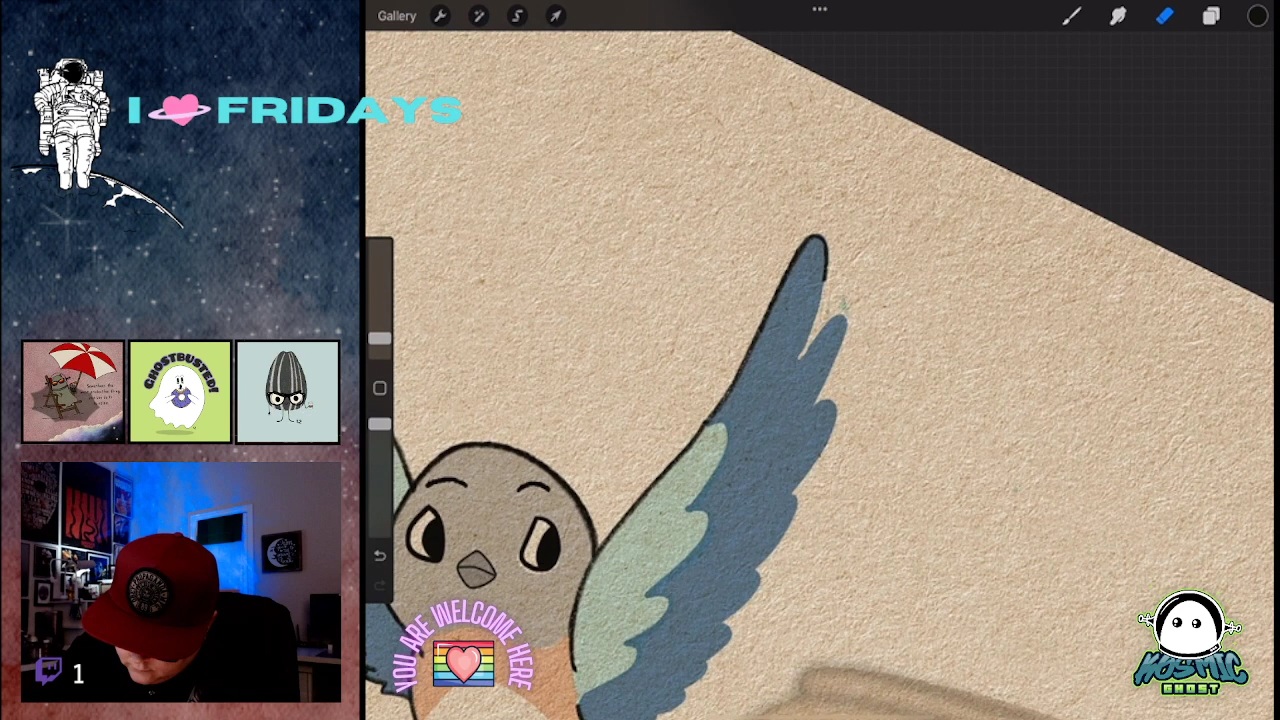 Gallery
I FRIDAYS
GHOSTBUSTED!
YOU ARE WELCOME HERE
1
KOSMIC
GHOST